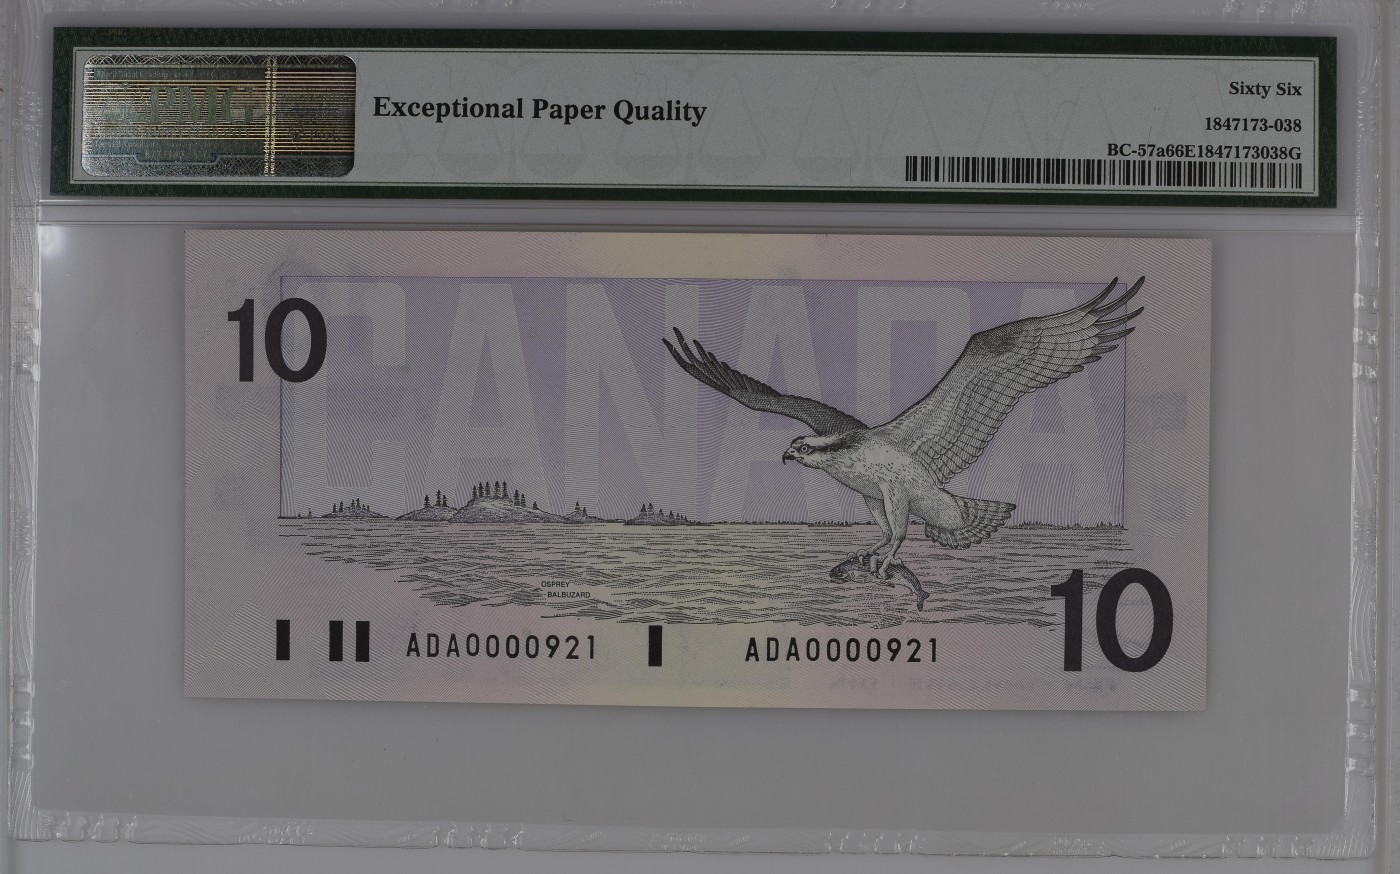 PMG
Exceptional Paper Quality
Sixty Six
1847173-038
BC-57a66E1847173038G
CANADA
10
OSPREY
BALBUZARD
10
ADA0000921 ADA0000921